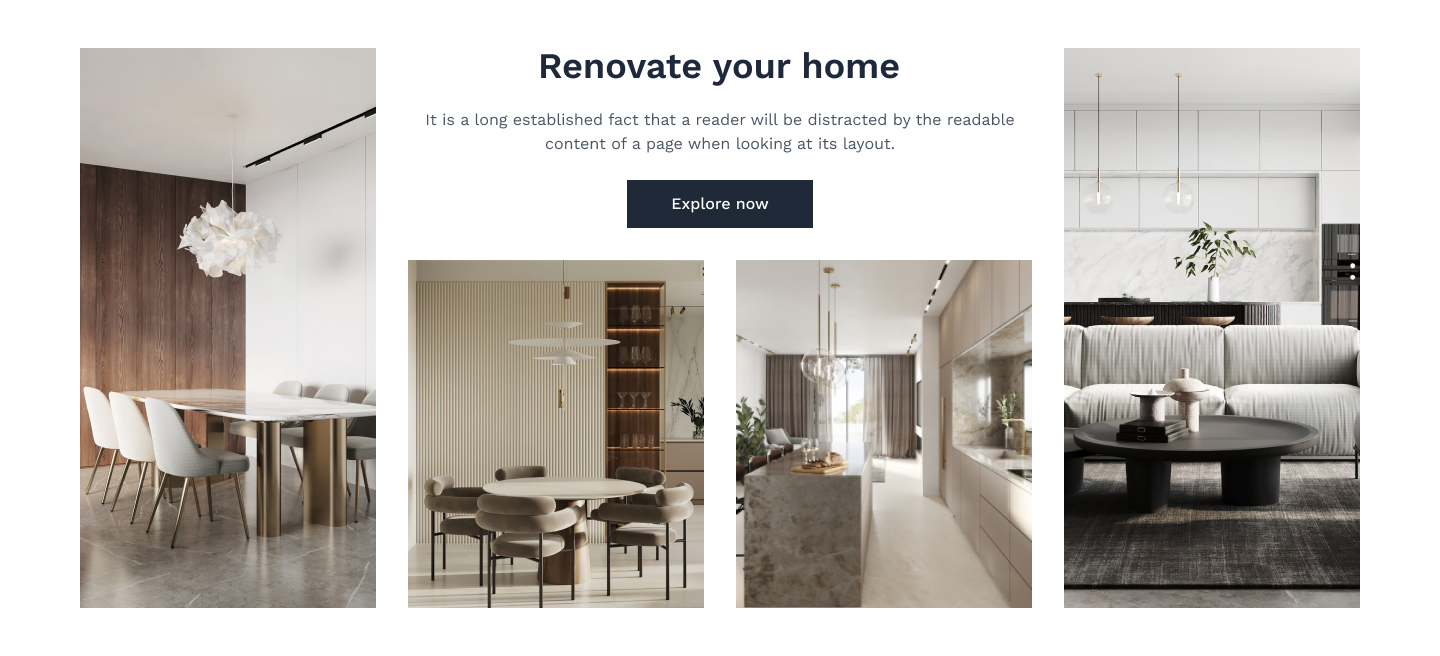 Renovate your home
It is a long established fact that a reader will be distracted by the readable
content of a page when looking at its layout.
Explore now